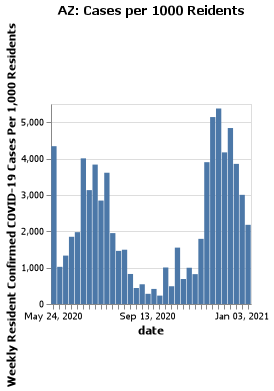 AZ: Cases per 1000 Reidents
Weekly Resident Confirmed COVID-19 Cases Per 1,000 Residents
5,000
4,000
3,000
2,000
1,000
0
May 24, 2020 Sep 13, 2020 Jan 03, 2021
date